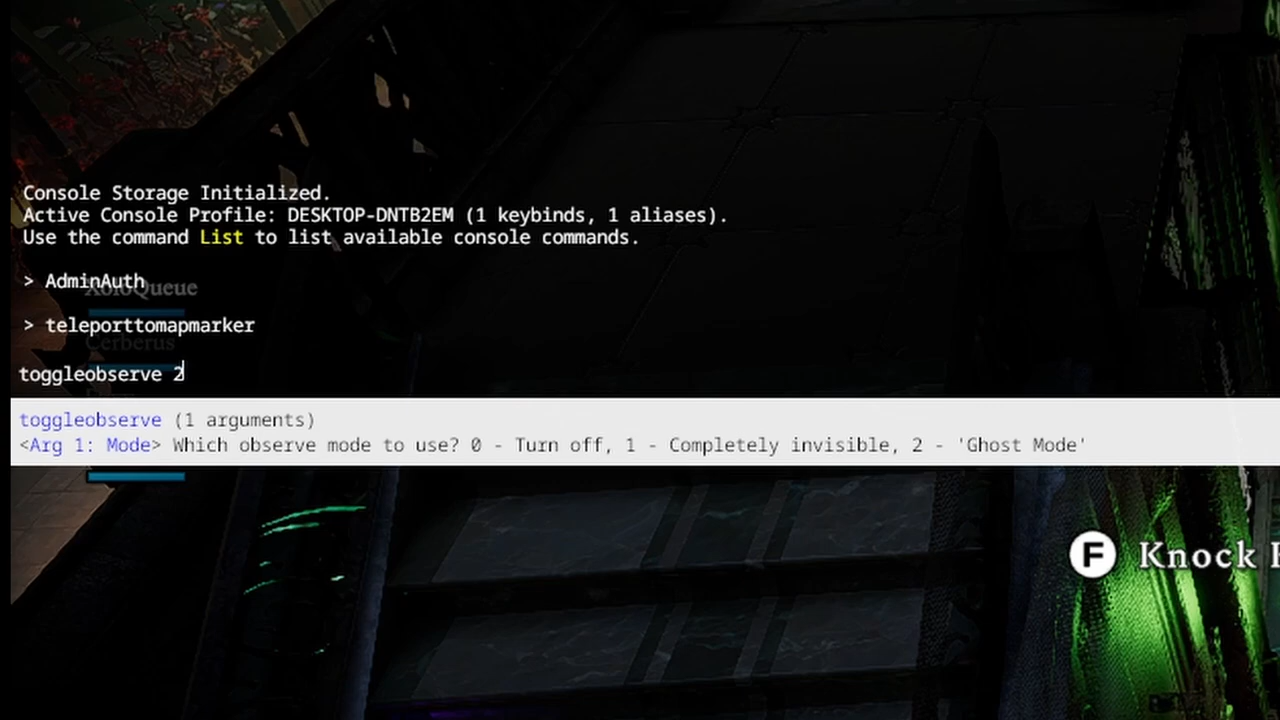 Console Storage Initialized.
Active Console Profile: DESKTOP-DNTB2EM (1 keybinds, 1 aliases).
Use the command List to list available console commands.
> AdminAuth
XoloQueue
> teleporttomapmarker
Cerberus
toggleobserve 2
toggleobserve (1 arguments)
<Arg 1: Mode> Which observe mode to use? 0 - Turn off, 1 - Completely invisible, 2 - 'Ghost Mode'
F Knock